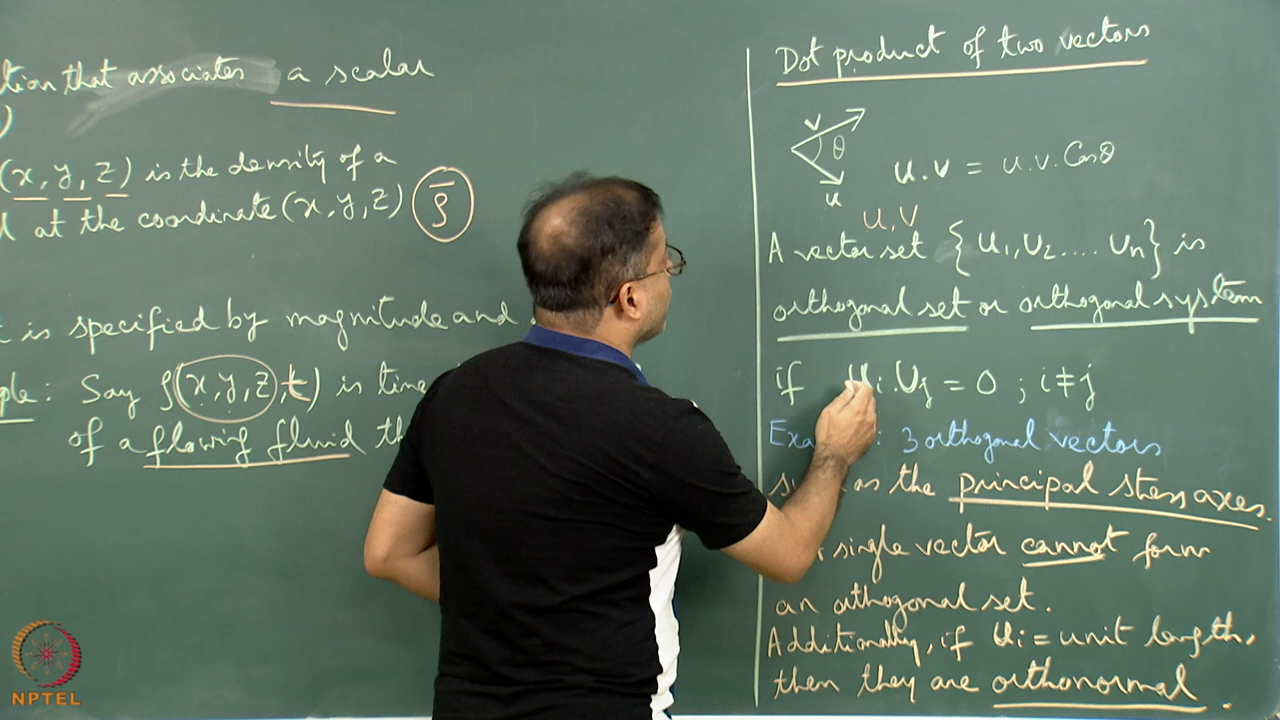 tion that associates a scalar
)
(x, y, z) is the density of a
at the coordinate (x, y, z) ρ̄
is specified by magnitude and
ple: Say ρ(x, y, z, t) is time
of a flowing fluid th
Dot product of two vectors
v θ
u
u.v = u.v. Cosθ
u, v
A vector set {u₁, u₂ .... uₙ} is
orthogonal set or orthogonal system
if uᵢ.uⱼ = 0 ; i≠j
Exa : 3 orthogonal vectors
as the principal stress axes.
single vector cannot form
an orthogonal set.
Additionally, if uᵢ = unit length,
then they are orthonormal.
NPTEL